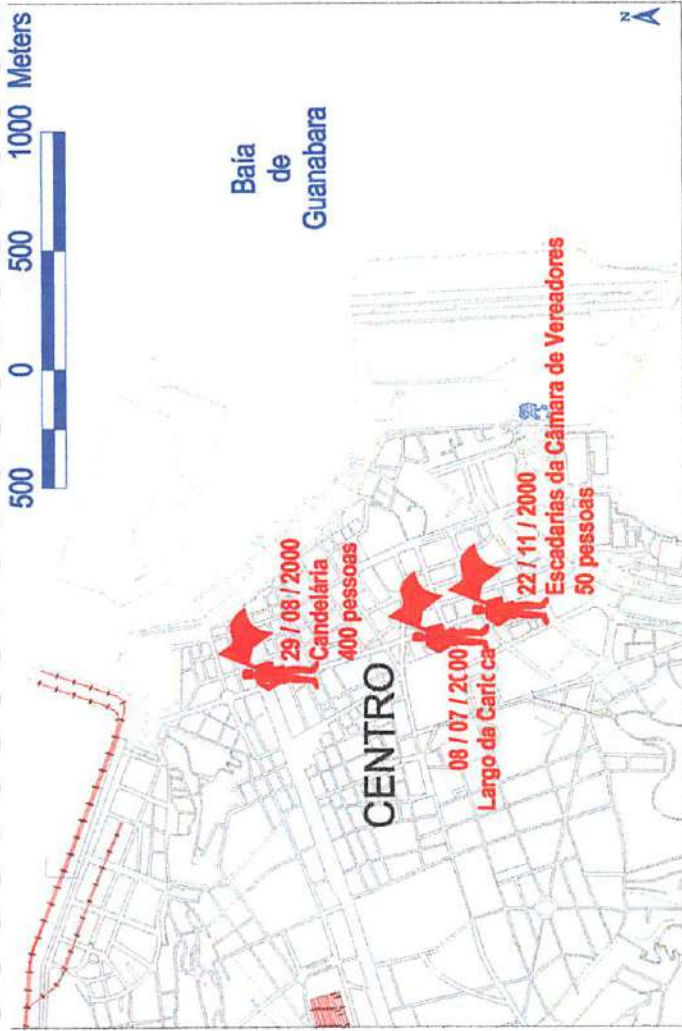 500 0 500 1000 Meters
Baía
de
Guanabara
29 / 08 / 2000
Candelária
400 pessoas
CENTRO
08 / 07 / 2000
Largo da Carioca
22 / 11 / 2000
Escadarias da Câmara de Vereadores
50 pessoas
N